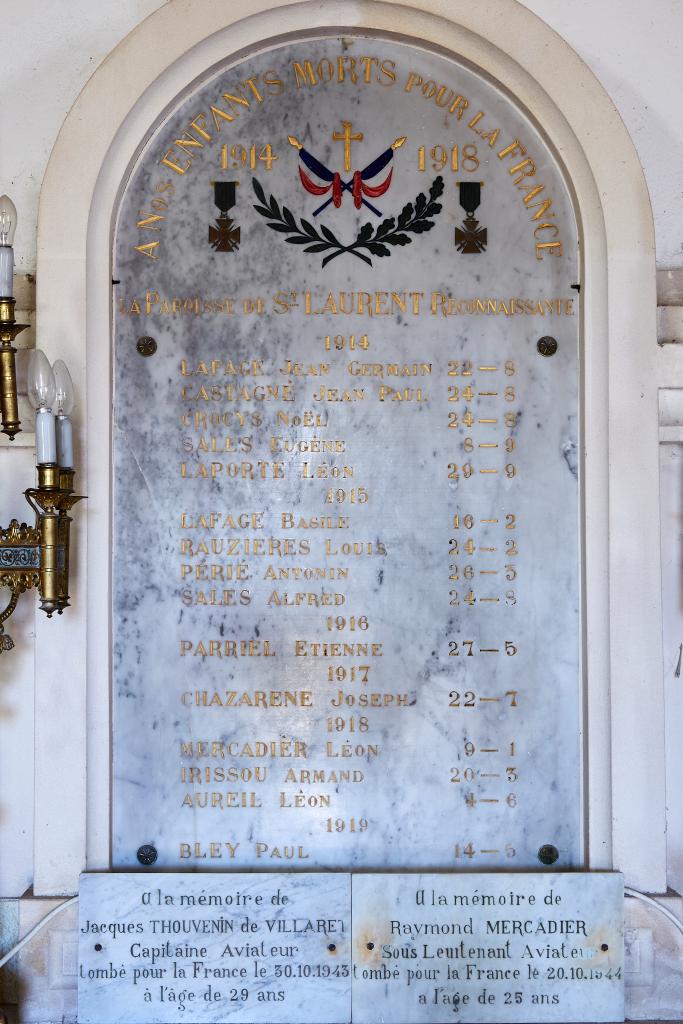 A NOS ENFANTS MORTS POUR LA FRANCE
1914 1918
LA PAROISSE DE ST LAURENT RECONNAISSANTE
1914
LAFAGE JEAN GERMAIN 22 — 8
CASTAGNÉ JEAN PAUL 24 — 8
CROCYS NOËL 24 — 8
SALES EUGÈNE 8 — 9
LAPORTE LÉON 29 — 9
1915
LAFAGE BASILE 16 — 2
RAUZIERES LOUIS 24 — 2
PÉRIÉ ANTONIN 26 — 3
SALES ALFRED 24 — 8
1916
PARRIEL ETIENNE 27 — 5
1917
CHAZARENE JOSEPH 22 — 7
1918
MERCADIER LÉON 9 — 1
IRISSOU ARMAND 20 — 3
AUREIL LÉON 4 — 6
1919
BLEY PAUL 14 — 5
A la mémoire de
Jacques THOUVENIN de VILLARET
Capitaine Aviateur
tombé pour la France le 30.10.1943
à l'âge de 29 ans
A la mémoire de
Raymond MERCADIER
Sous Leuitenant Aviateur
tombé pour la France le 20.10.1944
a l'age de 25 ans